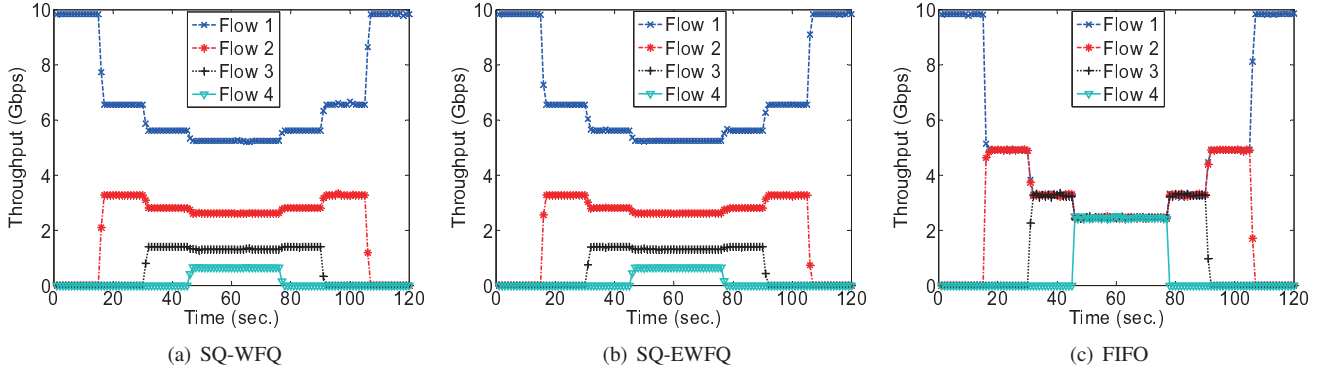 10
8
6
4
2
0
0 20 40 60 80 100 120
Throughput (Gbps)
Time (sec.)
Flow 1
Flow 2
Flow 3
Flow 4
(a) SQ-WFQ
10
8
6
4
2
0
0 20 40 60 80 100 120
Throughput (Gbps)
Time (sec.)
Flow 1
Flow 2
Flow 3
Flow 4
(b) SQ-EWFQ
10
8
6
4
2
0
0 20 40 60 80 100 120
Throughput (Gbps)
Time (sec.)
Flow 1
Flow 2
Flow 3
Flow 4
(c) FIFO